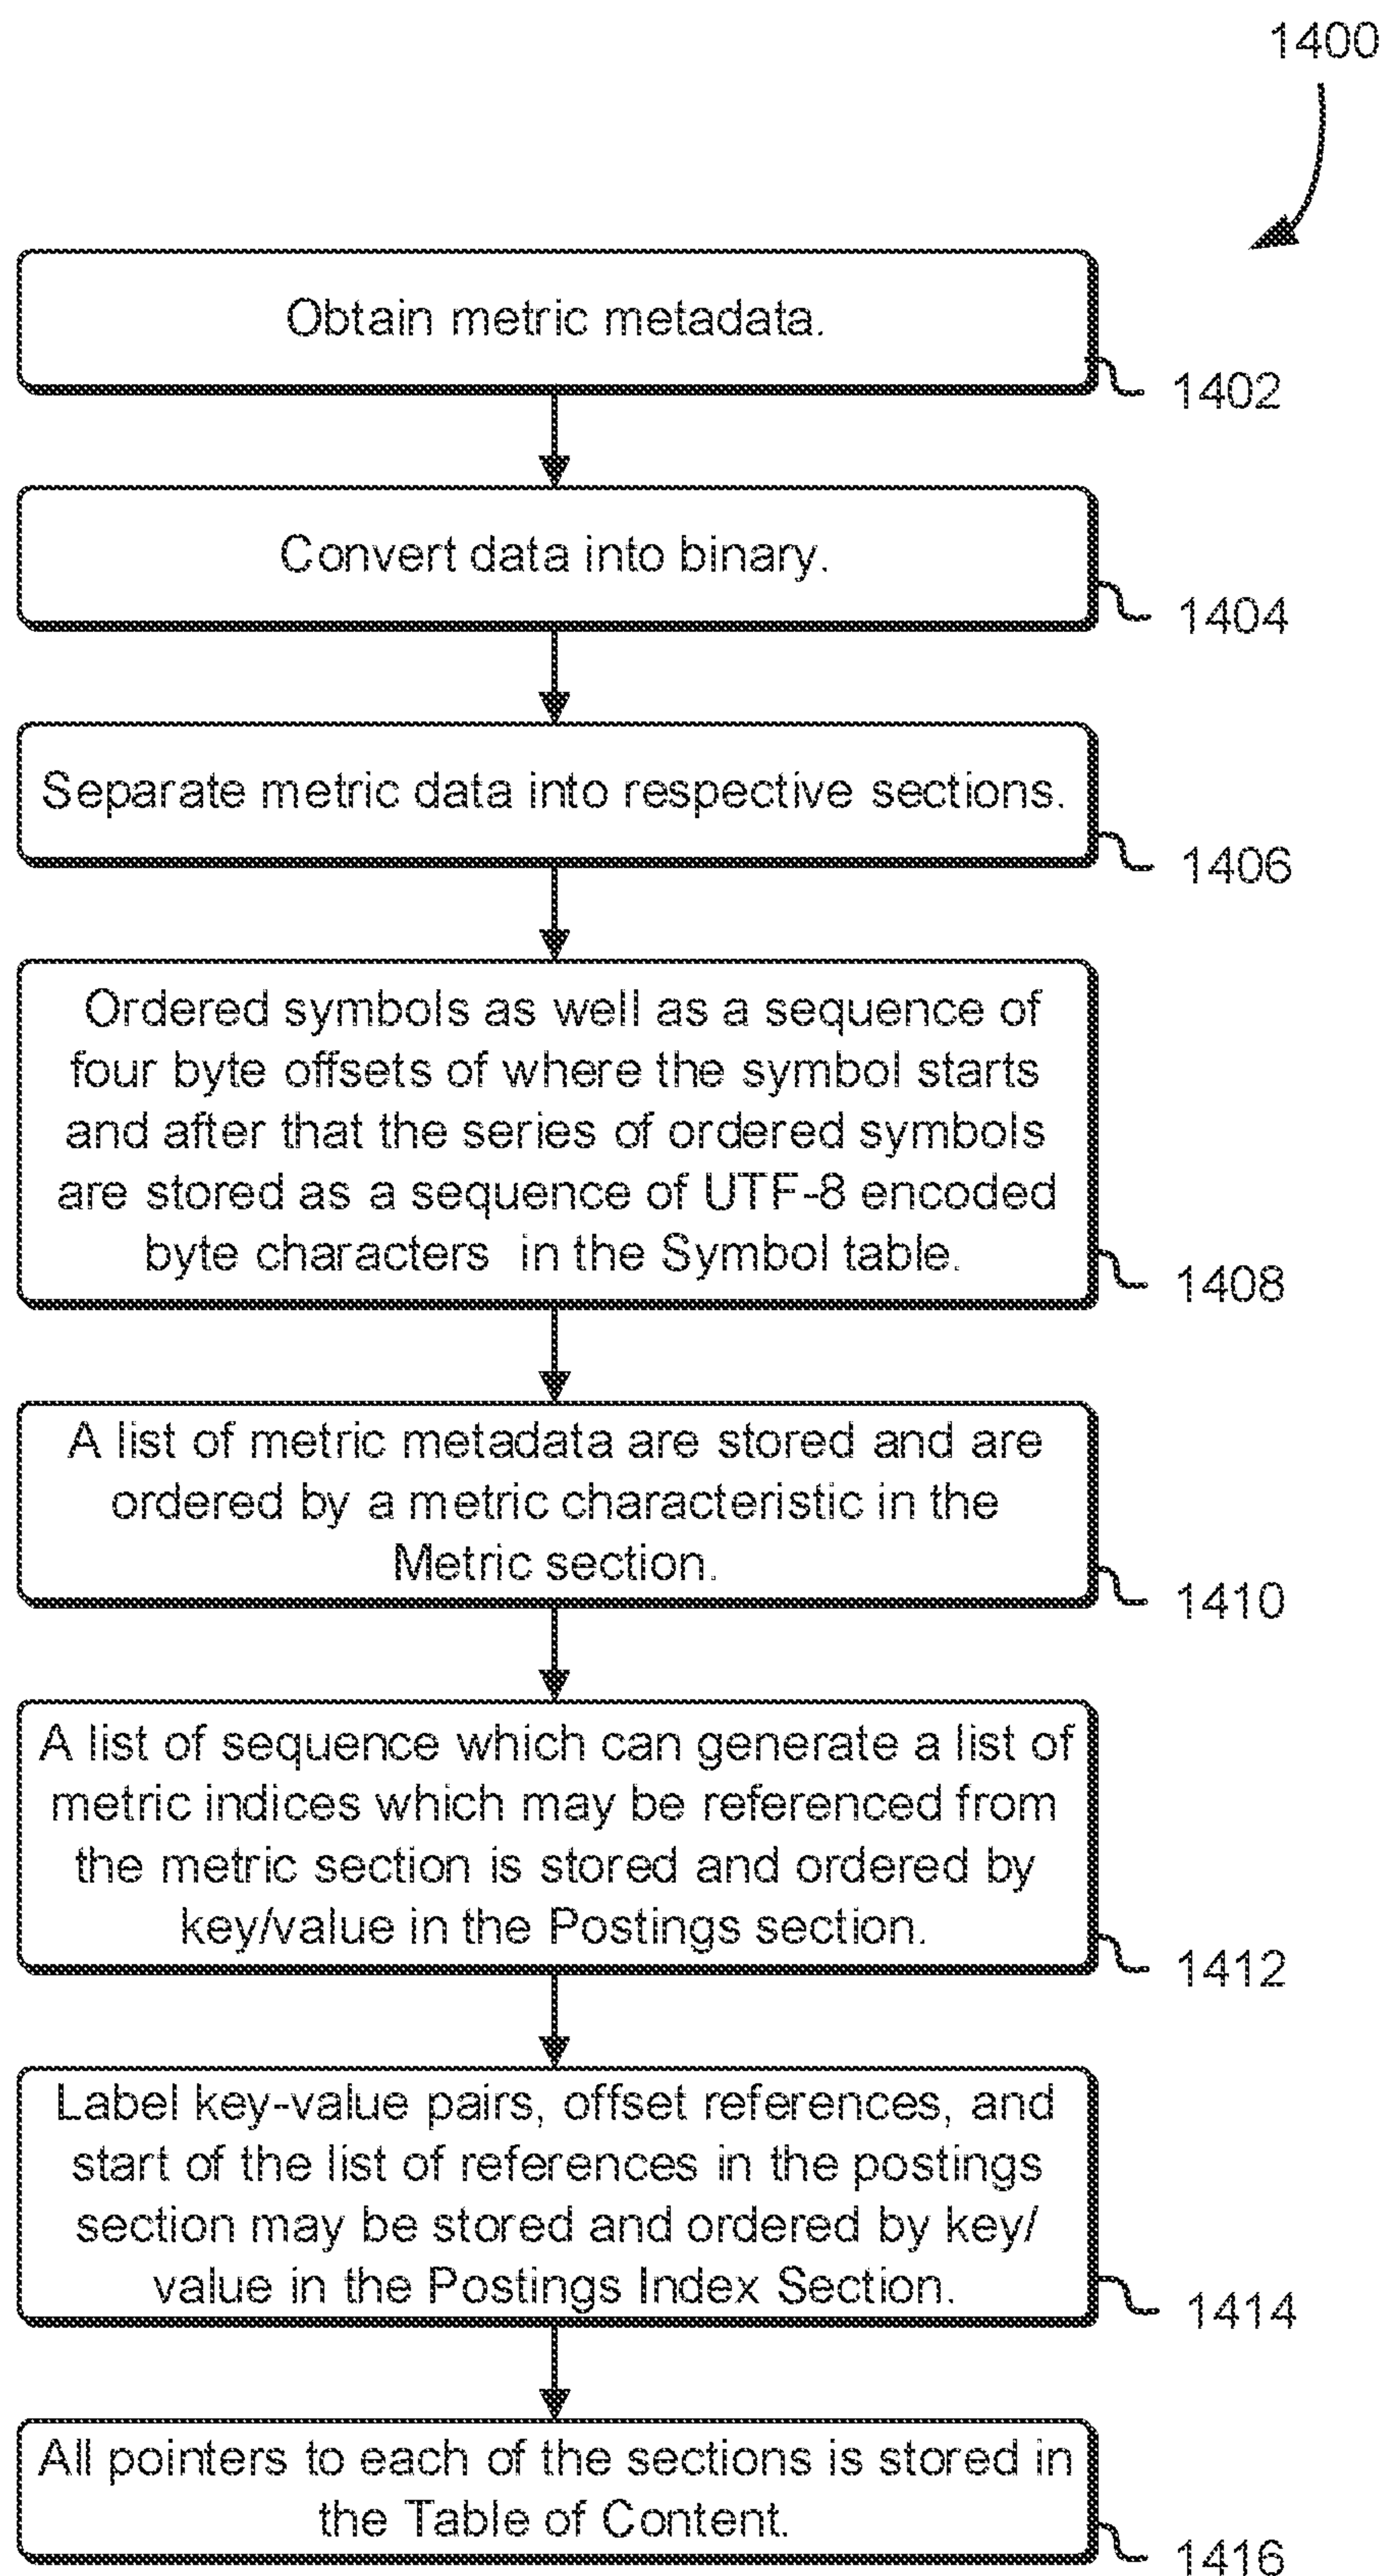 1400
Obtain metric metadata.
1402
Convert data into binary.
1404
Separate metric data into respective sections.
1406
Ordered symbols as well as a sequence of
four byte offsets of where the symbol starts
and after that the series of ordered symbols
are stored as a sequence of UTF-8 encoded
byte characters in the Symbol table.
1408
A list of metric metadata are stored and are
ordered by a metric characteristic in the
Metric section.
1410
A list of sequence which can generate a list of
metric indices which may be referenced from
the metric section is stored and ordered by
key/value in the Postings section.
1412
Label key-value pairs, offset references, and
start of the list of references in the postings
section may be stored and ordered by key/
value in the Postings Index Section.
1414
All pointers to each of the sections is stored in
the Table of Content.
1416